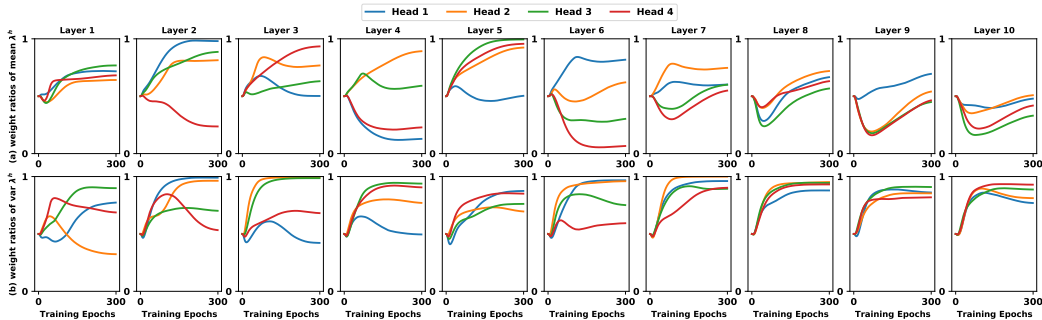 Head 1 Head 2 Head 3 Head 4
Layer 1 Layer 2 Layer 3 Layer 4 Layer 5 Layer 6 Layer 7 Layer 8 Layer 9 Layer 10
(a) weight ratios of mean λʰ
1 1 1 1 1 1 1 1 1 1
0 0 0 0 0 0 0 0 0 0
0 300 0 300 0 300 0 300 0 300 0 300 0 300 0 300 0 300 0 300
(b) weight ratios of var λʰ
1 1 1 1 1 1 1 1 1 1
0 0 0 0 0 0 0 0 0 0
0 300 0 300 0 300 0 300 0 300 0 300 0 300 0 300 0 300 0 300
Training Epochs Training Epochs Training Epochs Training Epochs Training Epochs Training Epochs Training Epochs Training Epochs Training Epochs Training Epochs